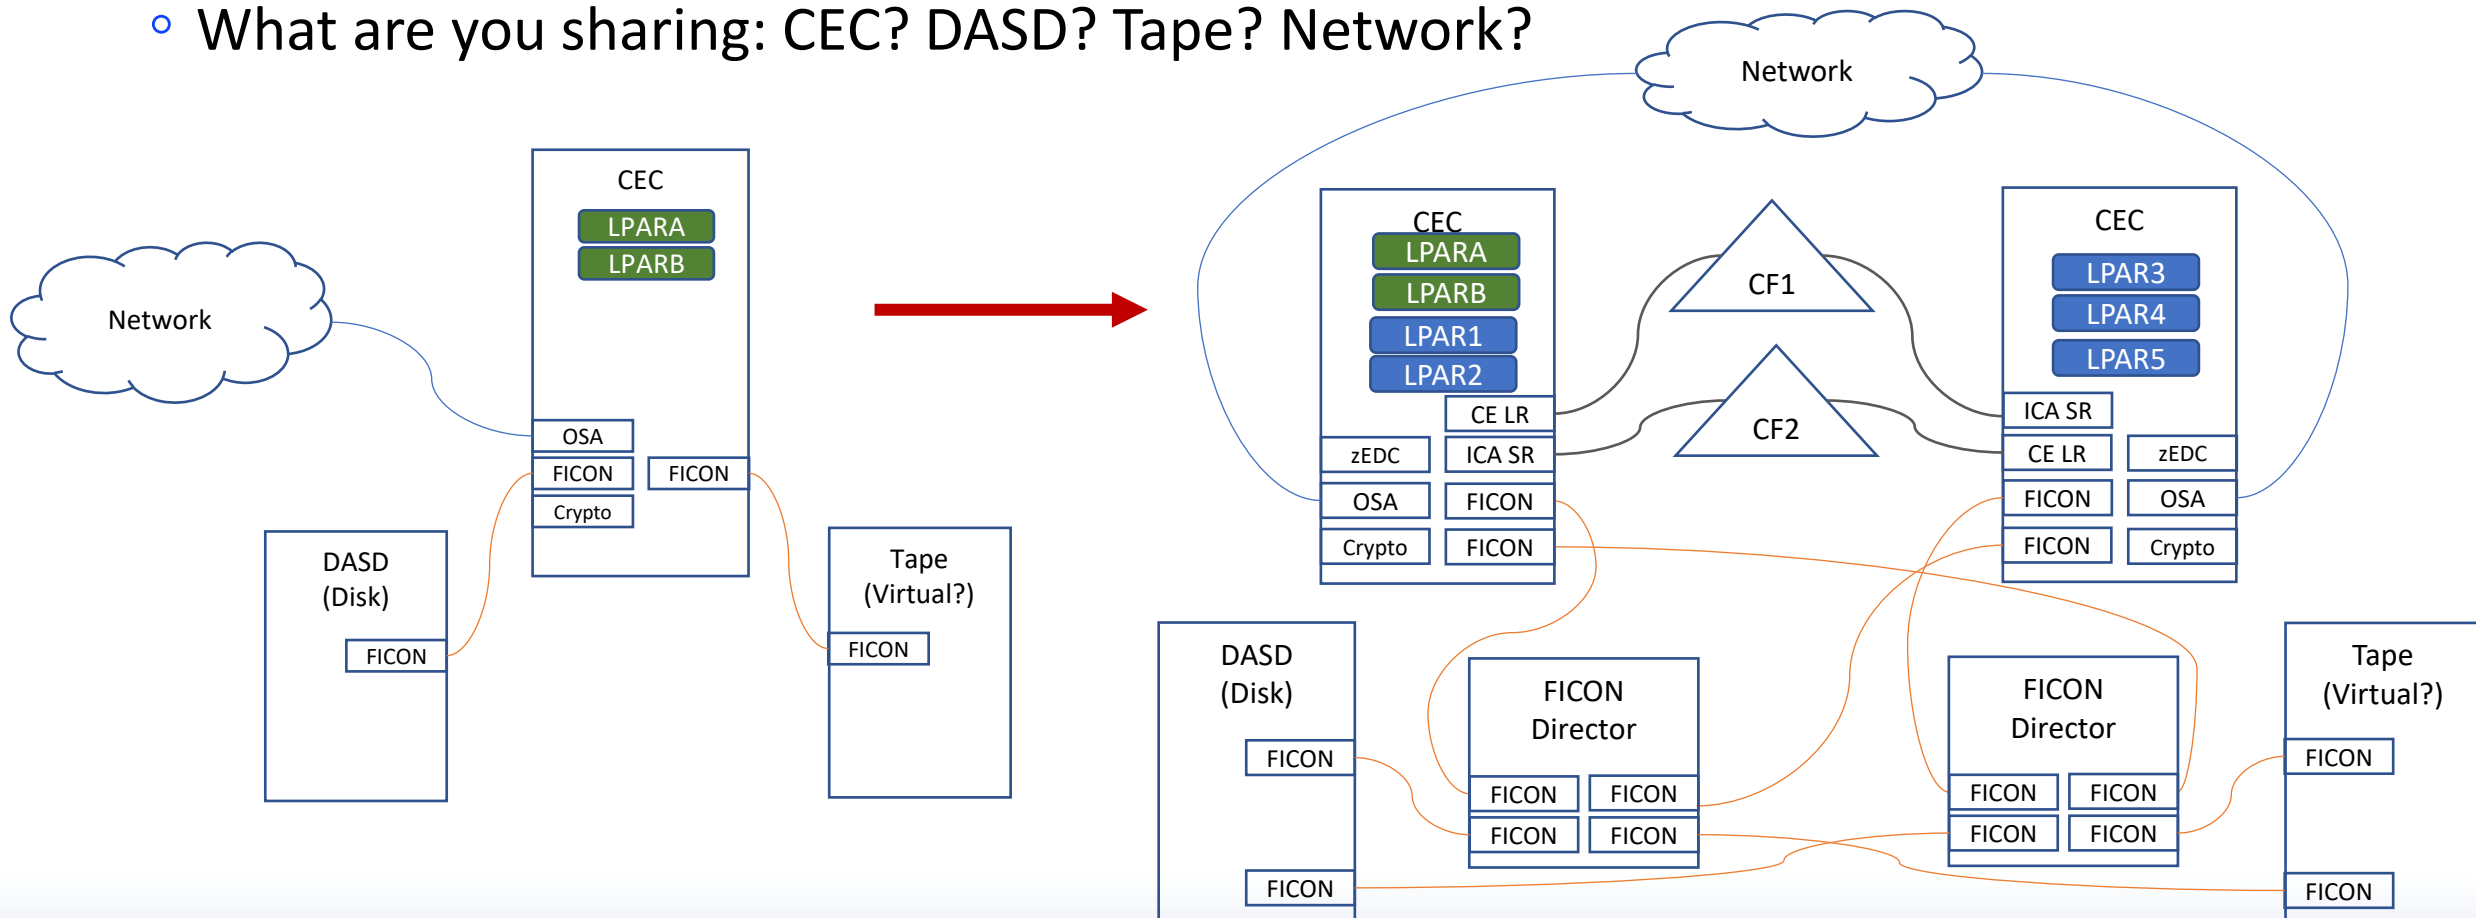 What are you sharing: CEC? DASD? Tape? Network?
CEC
LPARA
LPARB
Network
OSA
FICON
FICON
Crypto
DASD
(Disk)
FICON
Tape
(Virtual?)
FICON
Network
CEC
LPARA
LPARB
LPAR1
LPAR2
CE LR
zEDC
ICA SR
OSA
FICON
Crypto
FICON
CF1
CF2
CEC
LPAR3
LPAR4
LPAR5
ICA SR
CE LR
zEDC
FICON
OSA
FICON
Crypto
DASD
(Disk)
FICON
FICON
FICON
Director
FICON
FICON
FICON
FICON
FICON
Director
FICON
FICON
FICON
FICON
Tape
(Virtual?)
FICON
FICON